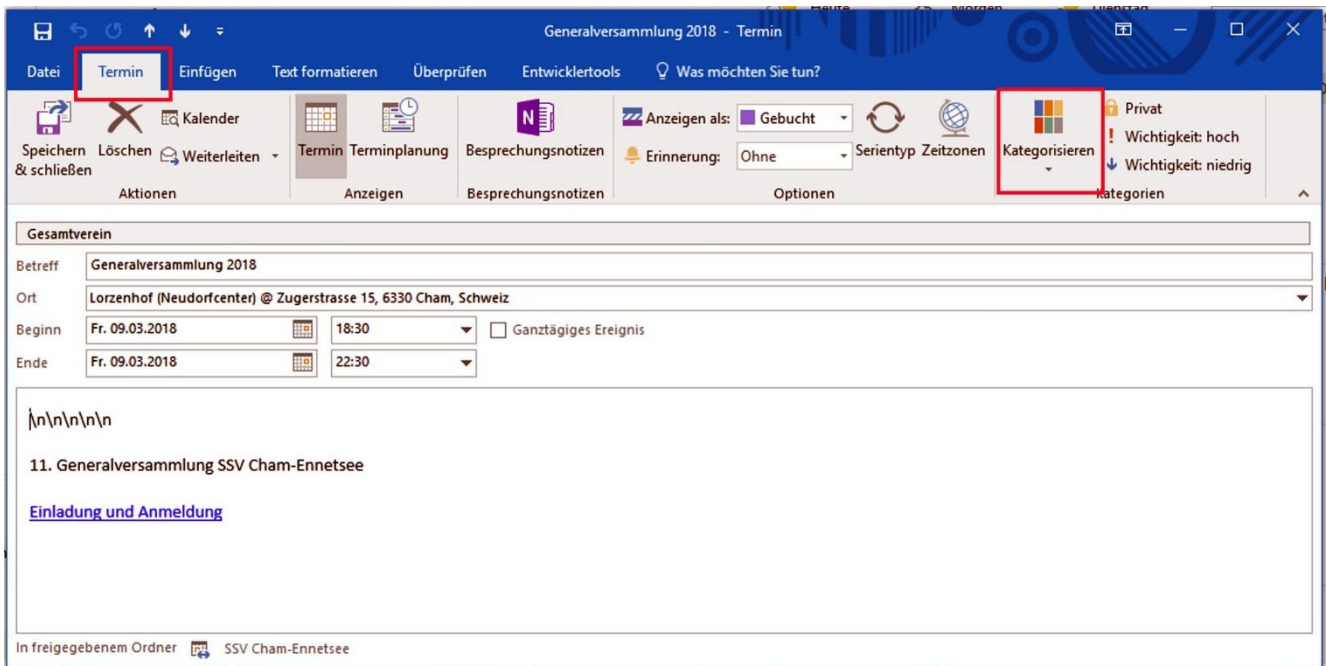 Heute Morgen Dienstag
Generalversammlung 2018 - Termin
Datei Termin Einfügen Text formatieren Überprüfen Entwicklertools Was möchten Sie tun?
Speichern & schließen
Löschen
Kalender
Weiterleiten
Aktionen
Termin Terminplanung
Anzeigen
N
Besprechungsnotizen
Besprechungsnotizen
Anzeigen als: Gebucht
Erinnerung: Ohne
Serientyp Zeitzonen
Optionen
Kategorisieren
Privat
Wichtigkeit: hoch
Wichtigkeit: niedrig
Kategorien
Gesamtverein
Betreff Generalversammlung 2018
Ort Lorzenhof (Neudorfcenter) @ Zugerstrasse 15, 6330 Cham, Schweiz
Beginn Fr. 09.03.2018 18:30 Ganztägiges Ereignis
Ende Fr. 09.03.2018 22:30
\n\n\n\n\n
11. Generalversammlung SSV Cham-Ennetsee
Einladung und Anmeldung
In freigegebenem Ordner SSV Cham-Ennetsee